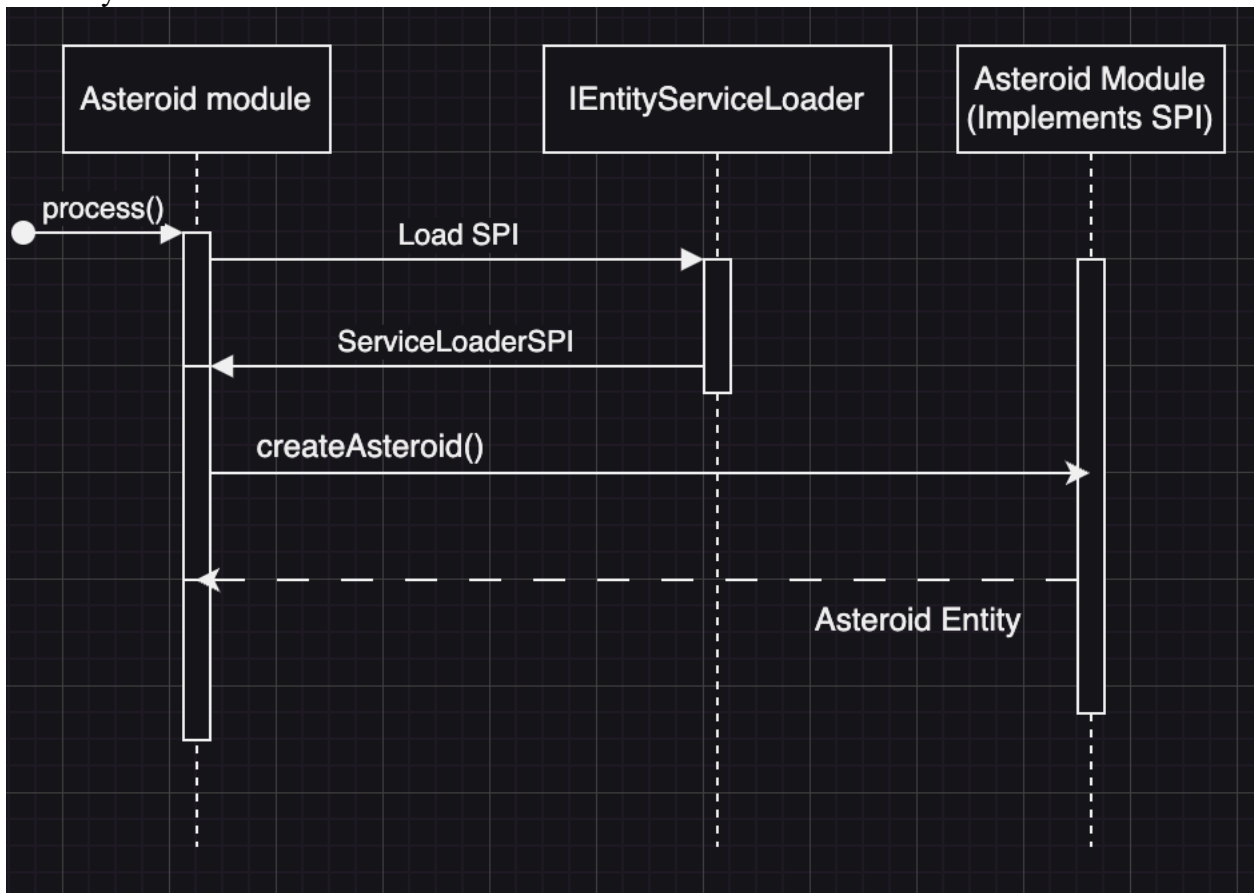 Asteroid module
IEntityServiceLoader
Asteroid Module
(Implements SPI)
process()
Load SPI
ServiceLoaderSPI
createAsteroid()
Asteroid Entity